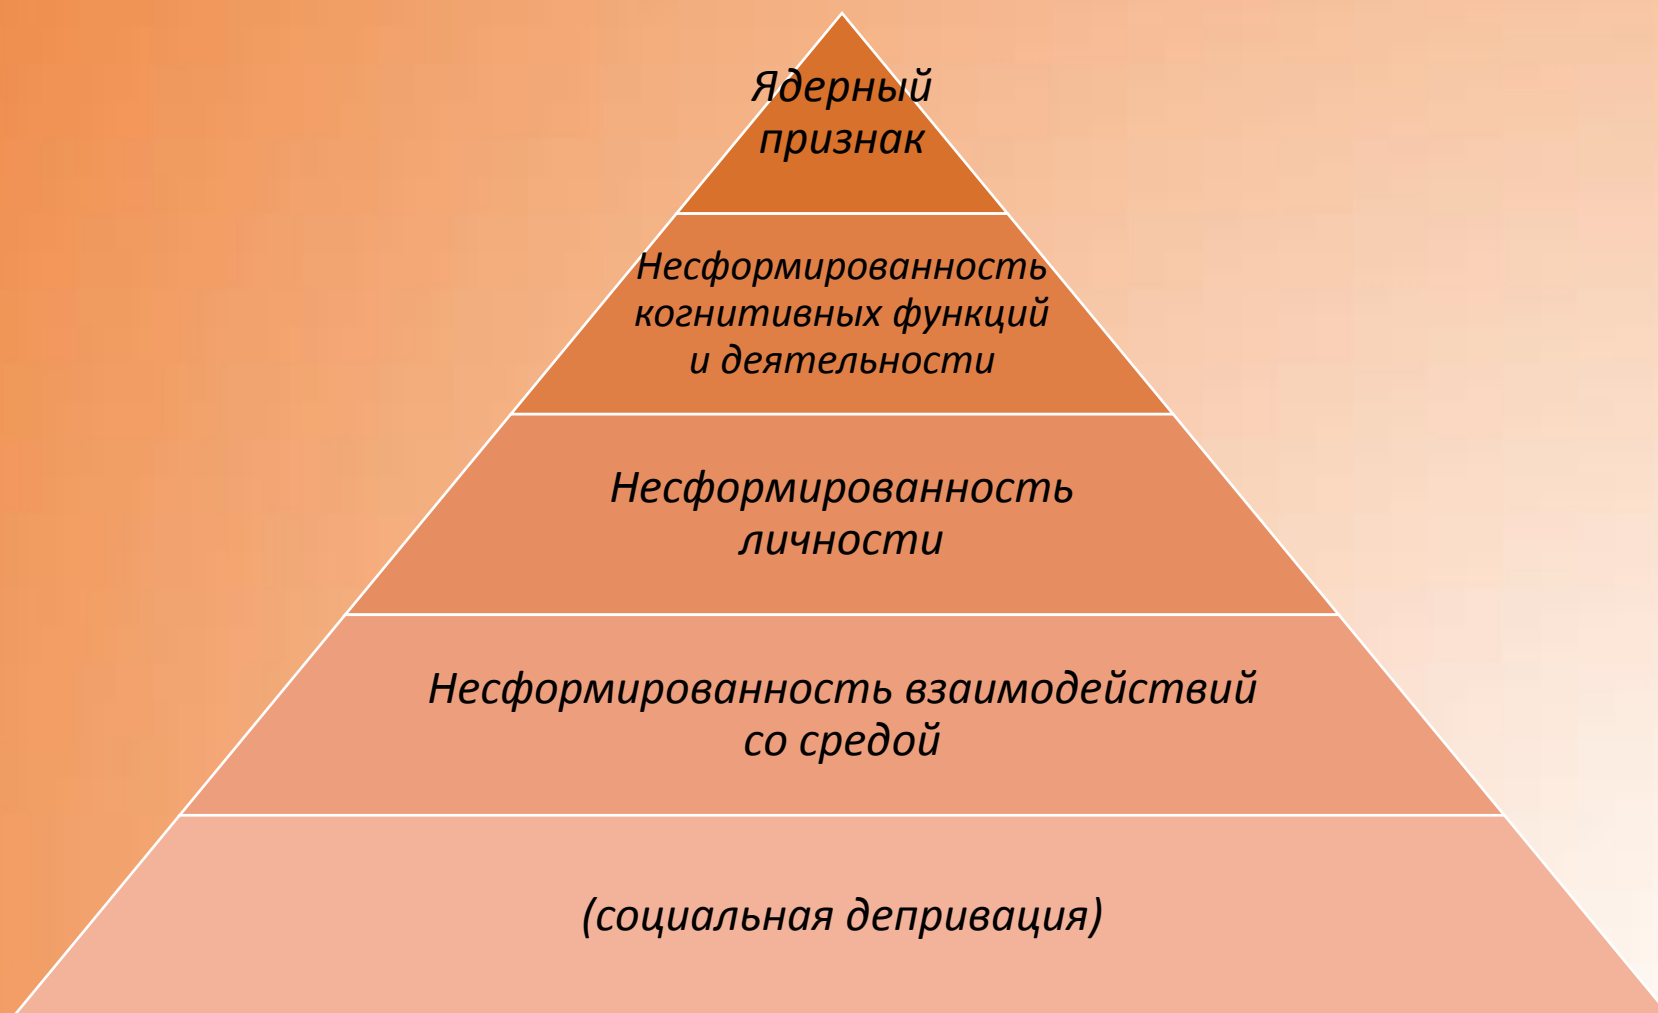 Ядерный
признак
Несформированность
когнитивных функций
и деятельности
Несформированность
личности
Несформированность взаимодействий
со средой
(социальная депривация)